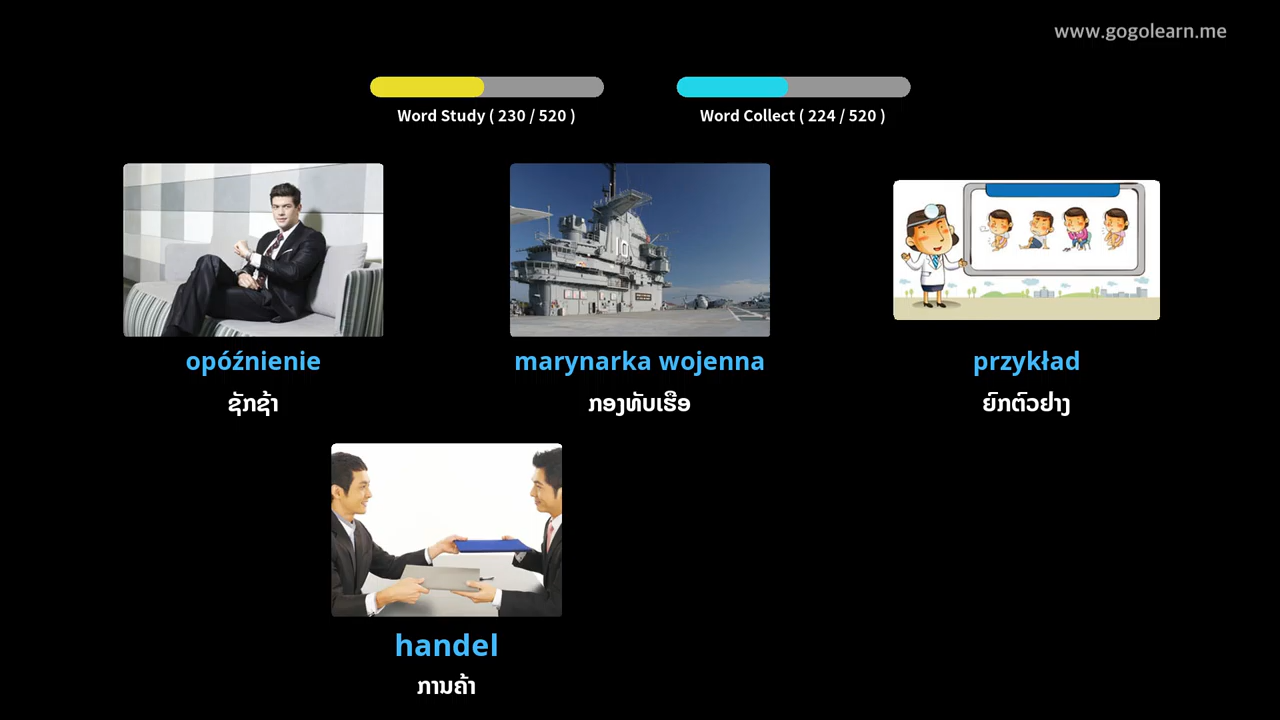 www.gogolearn.me
Word Study ( 230 / 520 )
Word Collect ( 224 / 520 )
opóźnienie
marynarka wojenna
przykład
ຊັກຊ້າ
ກອງທັບເຮືອ
ຍົກຕົວຢ່າງ
handel
ການຄ້າ